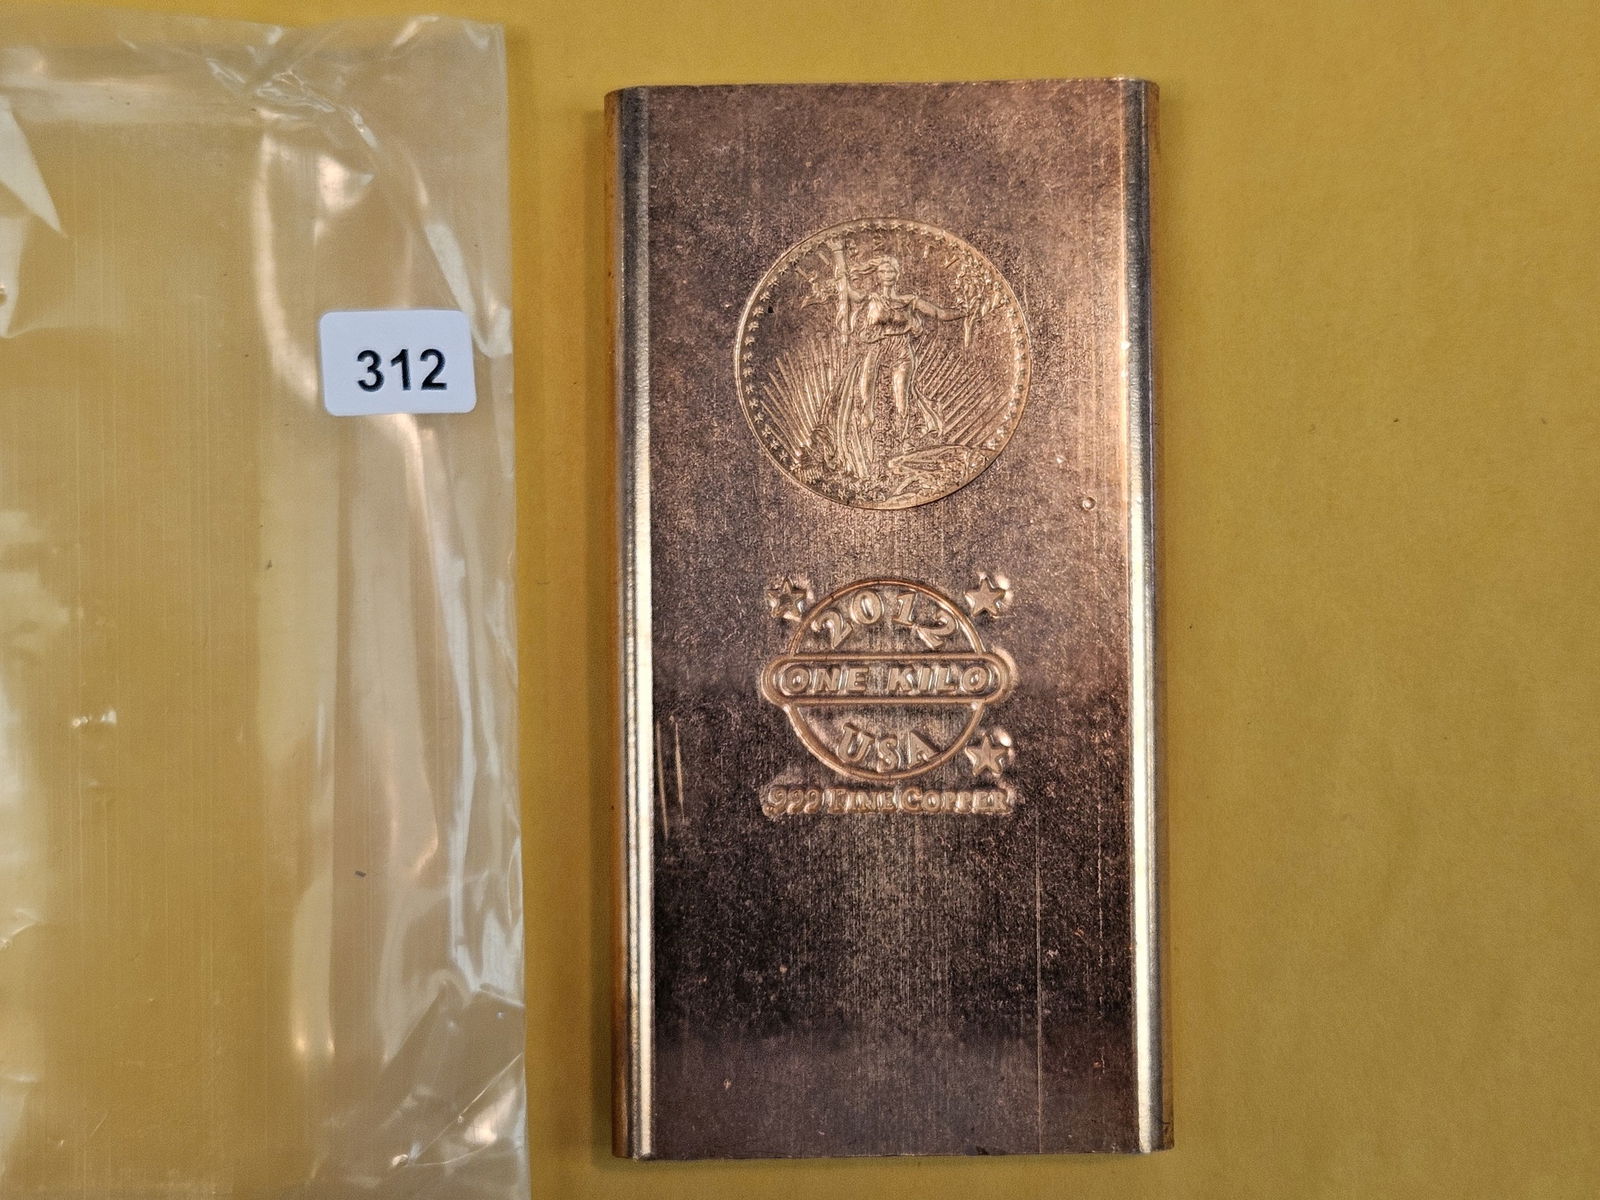 312
LIBERTY
2012
ONE KILO
USA
.999 FINE COPPER